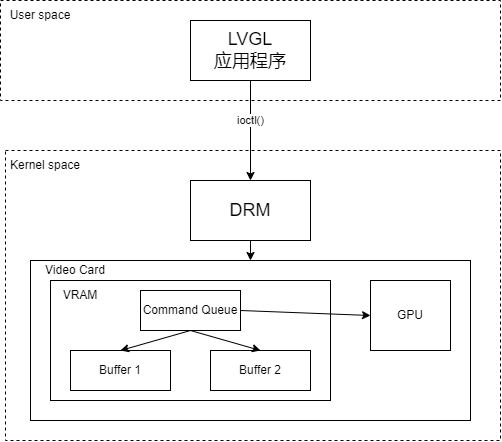 User space
LVGL
应用程序
ioctl()
Kernel space
DRM
Video Card
VRAM
Command Queue
GPU
Buffer 1
Buffer 2